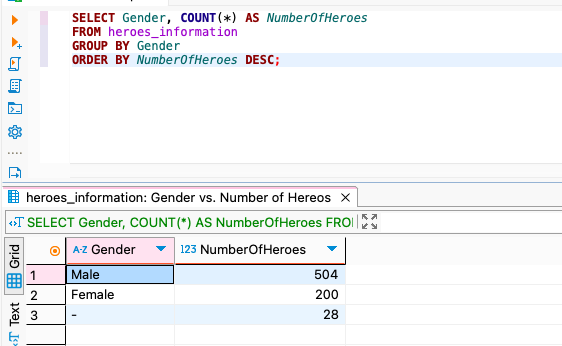 SELECT Gender, COUNT(*) AS NumberOfHeroes
FROM heroes_information
GROUP BY Gender
ORDER BY NumberOfHeroes DESC;
heroes_information: Gender vs. Number of Hereos
SELECT Gender, COUNT(*) AS NumberOfHeroes FRO
Grid
Text
A-Z Gender 123 NumberOfHeroes
1 Male 504
2 Female 200
3 - 28